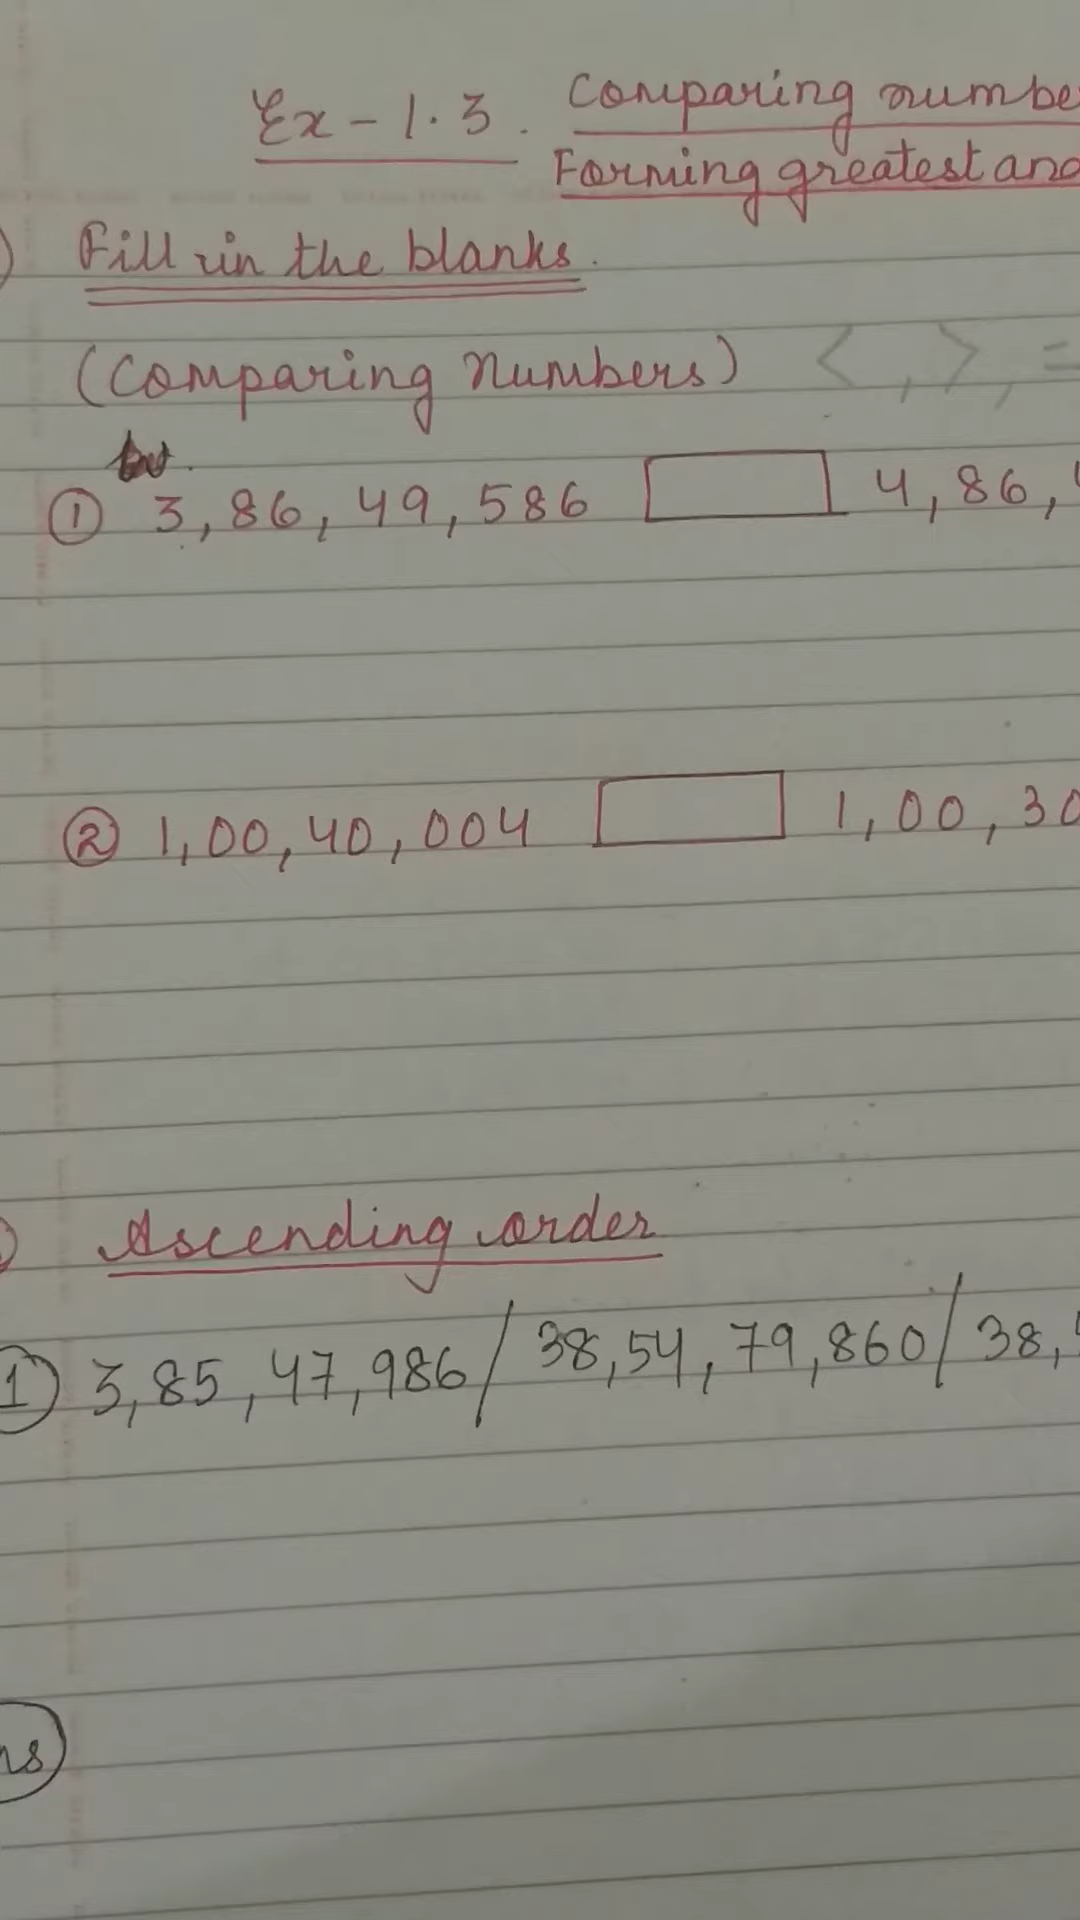 Ex - 1.3. Comparing numbe
Forming greatest and
) Fill in the blanks.
(Comparing Numbers) < , > , =
① 3,86,49,586 4,86,
② 1,00,40,004 1,00,30
) Ascending order
① 3,85,47,986/38,54,79,860/38,
ns